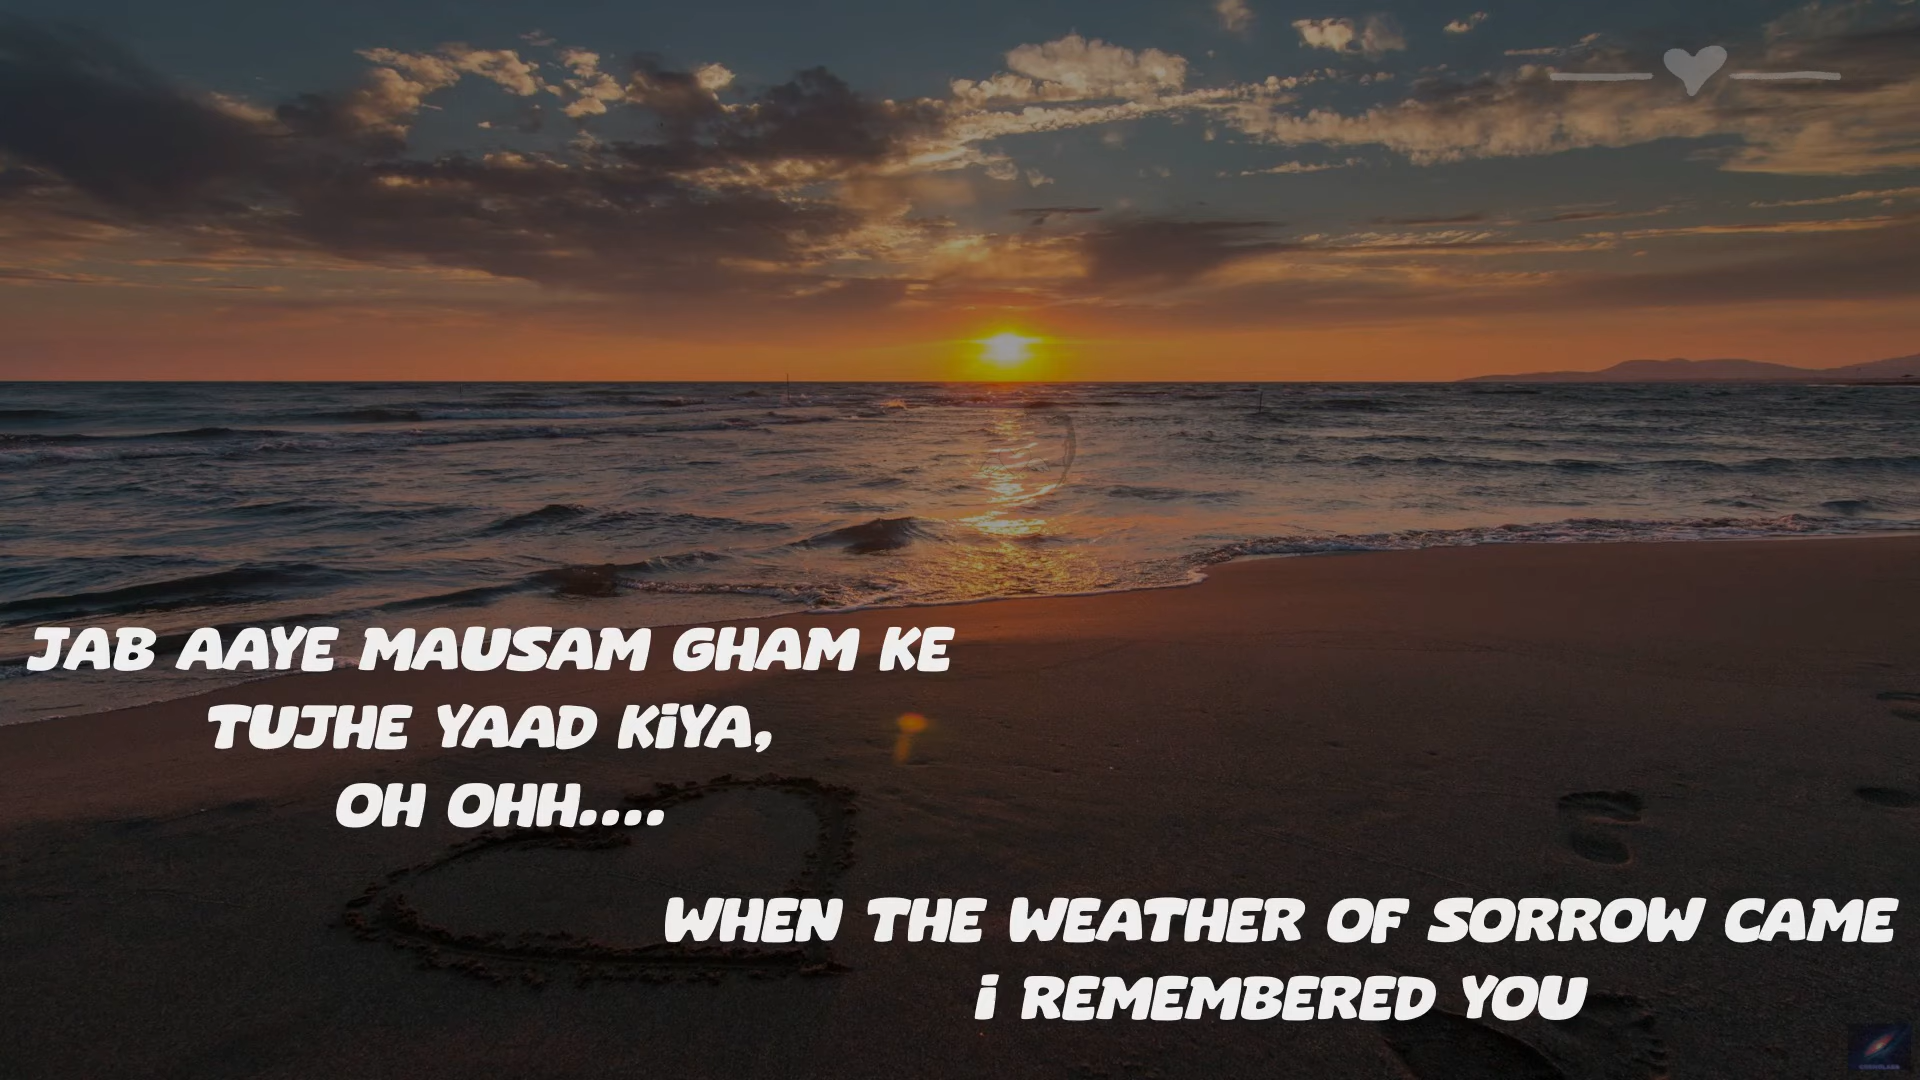 JAB AAYE MAUSAM GHAM KE
TUJHE YAAD KiYA,
OH OHH....
WHEN THE WEATHER OF SORROW CAME
i REMEMBERED YOU